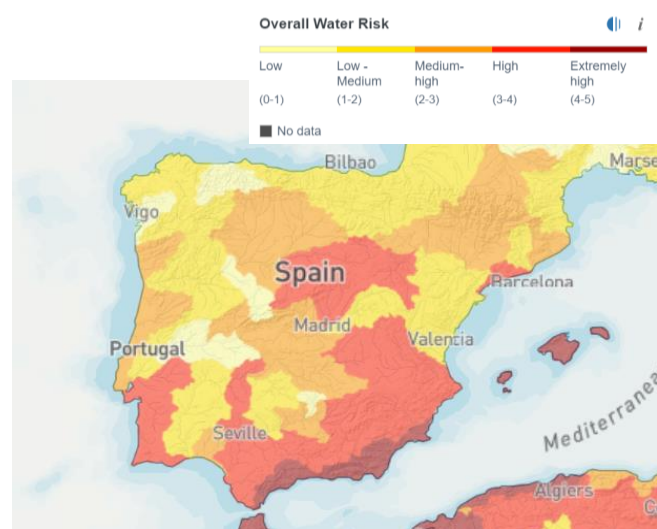 Overall Water Risk
i
Low
Low - Medium
Medium-high
High
Extremely high
(0-1)
(1-2)
(2-3)
(3-4)
(4-5)
No data
Bilbao
Marse
Vigo
Spain
Barcelona
Madrid
Valencia
Portugal
Seville
Mediterranea
Algiers
C